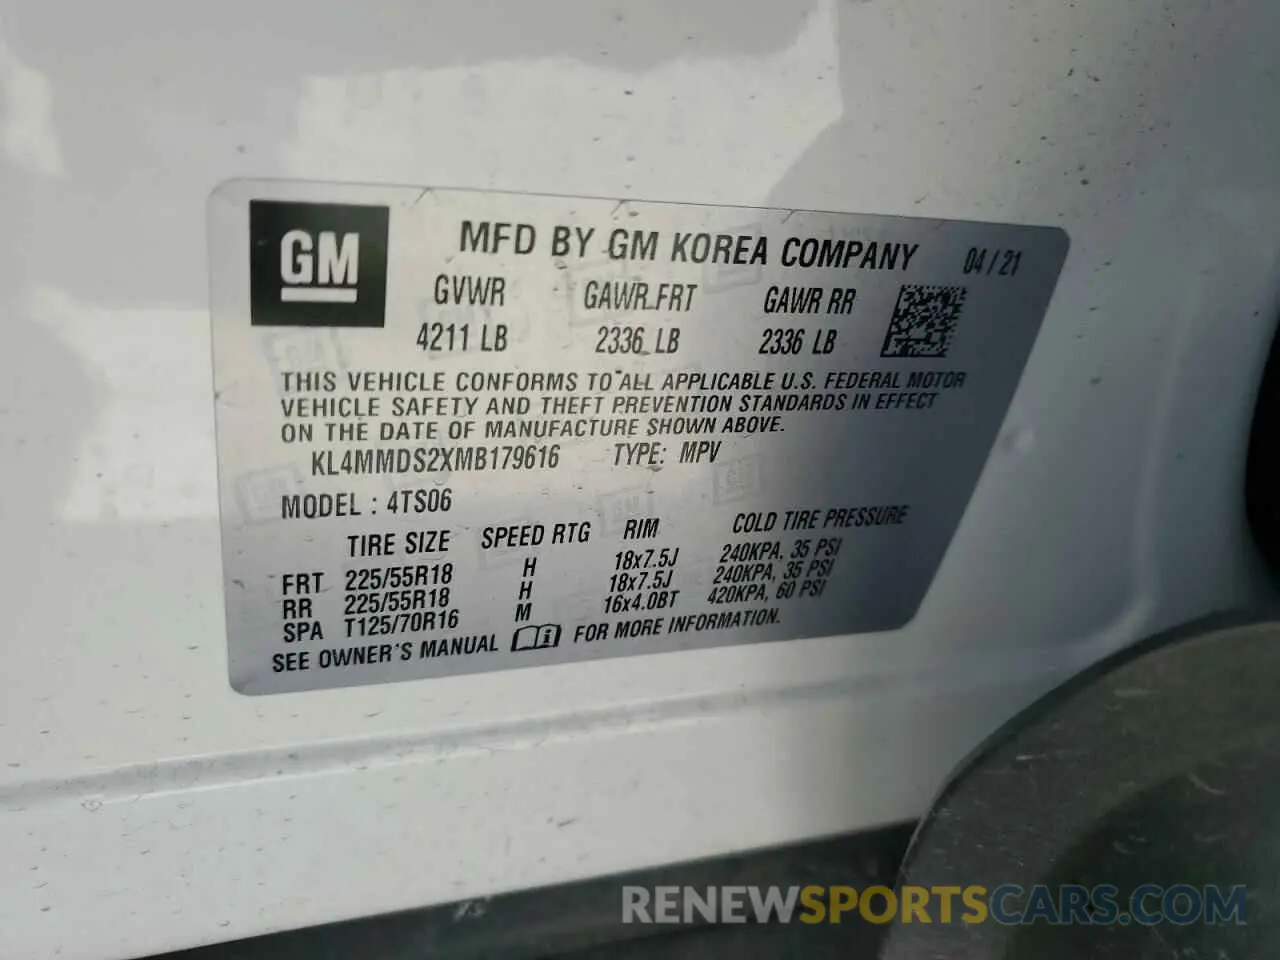 GM
MFD BY GM KOREA COMPANY 04/21
GVWR GAWR FRT GAWR RR
4211 LB 2336 LB 2336 LB
THIS VEHICLE CONFORMS TO ALL APPLICABLE U.S. FEDERAL MOTOR
VEHICLE SAFETY AND THEFT PREVENTION STANDARDS IN EFFECT
ON THE DATE OF MANUFACTURE SHOWN ABOVE.
KL4MMDS2XMB179616 TYPE: MPV
MODEL : 4TS06
TIRE SIZE SPEED RTG RIM COLD TIRE PRESSURE
FRT 225/55R18 H 18x7.5J 240KPA, 35 PSI
RR 225/55R18 H 18x7.5J 240KPA, 35 PSI
SPA T125/70R16 M 16x4.0BT 420KPA, 60 PSI
SEE OWNER'S MANUAL i FOR MORE INFORMATION.
RENEWSPORTSCARS.COM